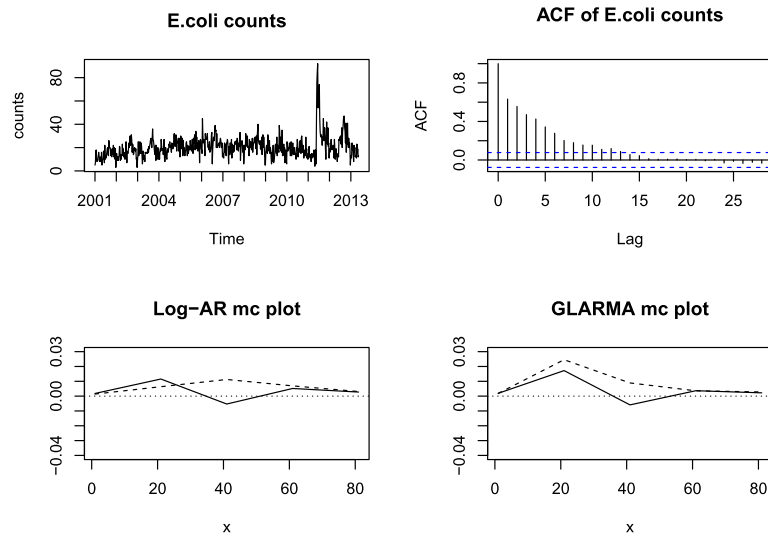 E.coli counts
counts
0 40 80
2001 2004 2007 2010 2013
Time
ACF of E.coli counts
ACF
0.0 0.4 0.8
0 5 10 15 20 25
Lag
Log−AR mc plot
−0.04 0.00 0.03
0 20 40 60 80
x
GLARMA mc plot
−0.04 0.00 0.03
0 20 40 60 80
x